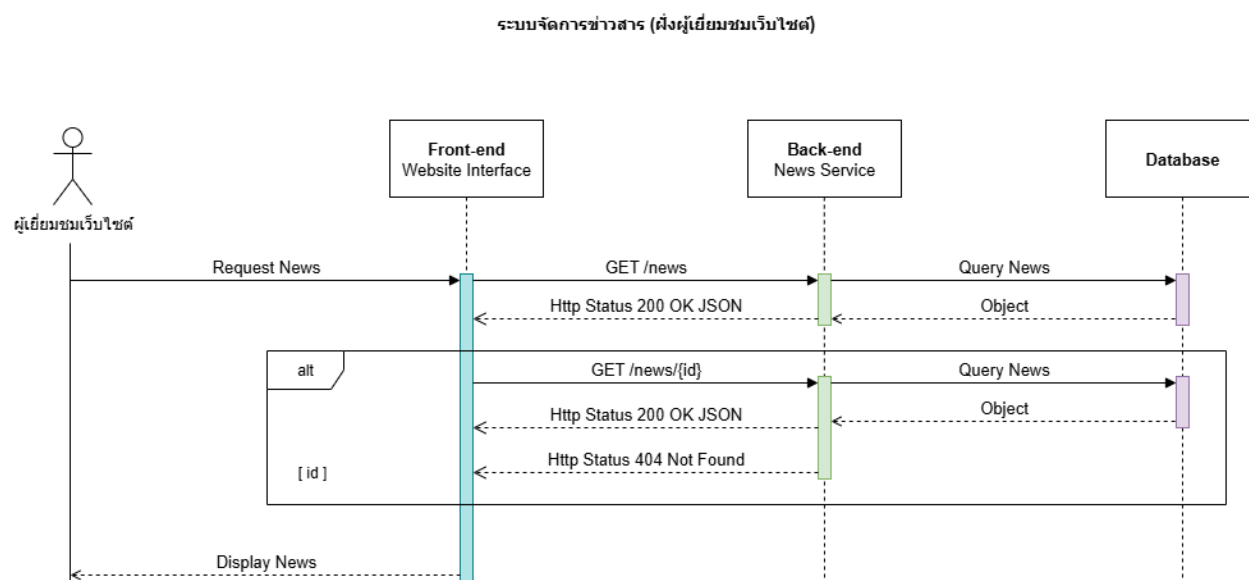 ระบบจัดการข่าวสาร (ฝั่งผู้เยี่ยมชมเว็บไซต์)
Front-end
Website Interface
Back-end
News Service
Database
ผู้เยี่ยมชมเว็บไซต์
Request News
GET /news
Query News
Http Status 200 OK JSON
Object
alt
GET /news/{id}
Query News
Http Status 200 OK JSON
Object
Http Status 404 Not Found
[ id ]
Display News